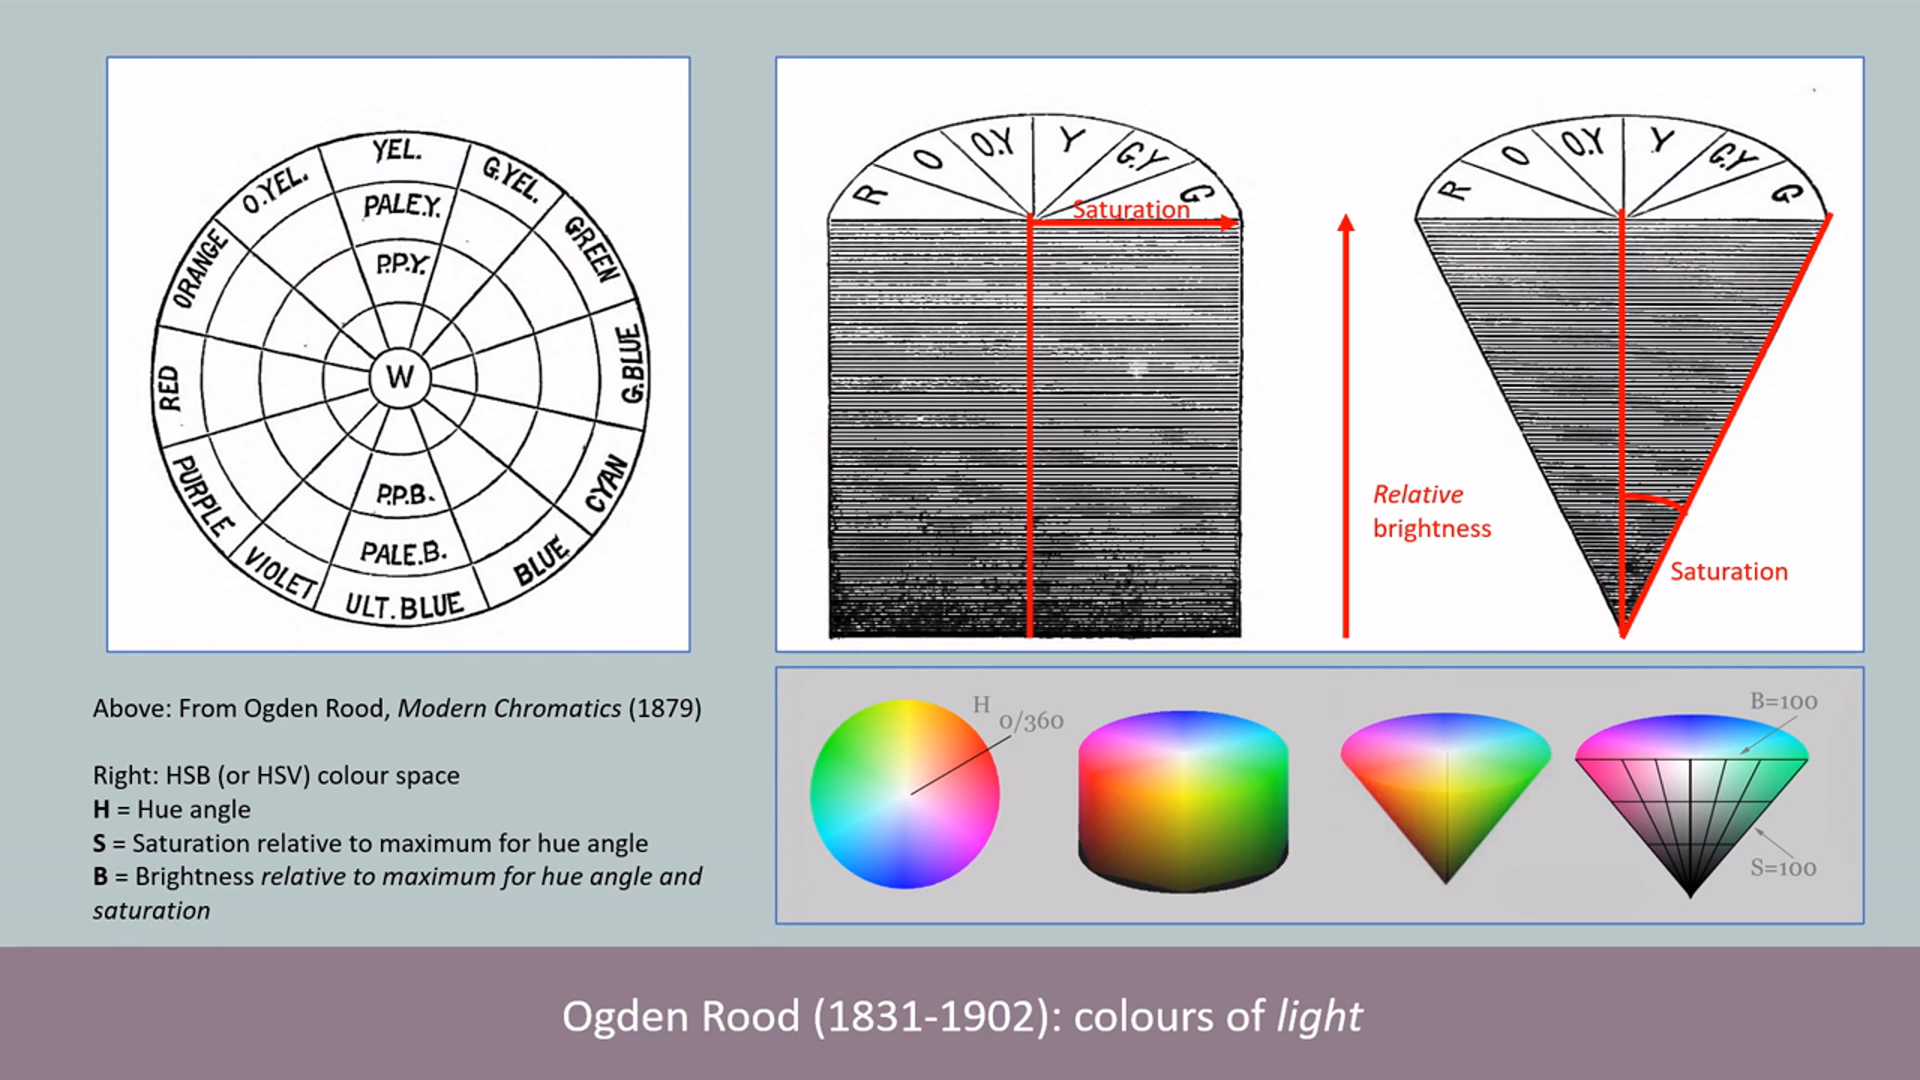 YEL.
O.YEL.
G.YEL.
PALE.Y.
ORANGE
GREEN
P.P.Y.
RED
W
G.BLUE
PURPLE
CYAN
P.P.B.
VIOLET
PALE.B.
BLUE
ULT.BLUE
R
O
O.Y
Y
G.Y
G
Saturation
Relative
brightness
R
O
O.Y
Y
G.Y
G
Saturation
Above: From Ogden Rood, Modern Chromatics (1879)
Right: HSB (or HSV) colour space
H = Hue angle
S = Saturation relative to maximum for hue angle
B = Brightness relative to maximum for hue angle and
saturation
H
0/360
B=100
S=100
Ogden Rood (1831-1902): colours of light